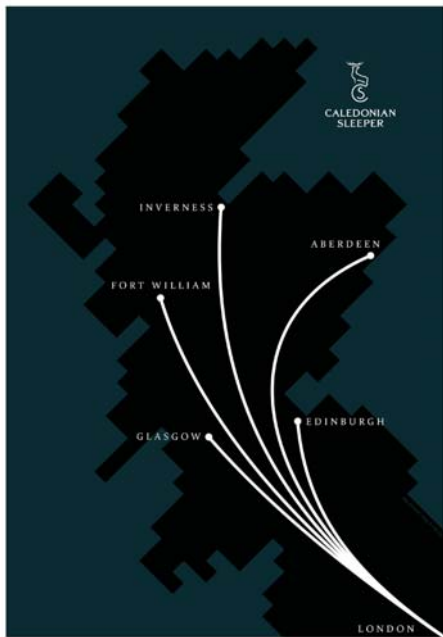 CALEDONIAN
SLEEPER
INVERNESS
ABERDEEN
FORT WILLIAM
EDINBURGH
GLASGOW
LONDON